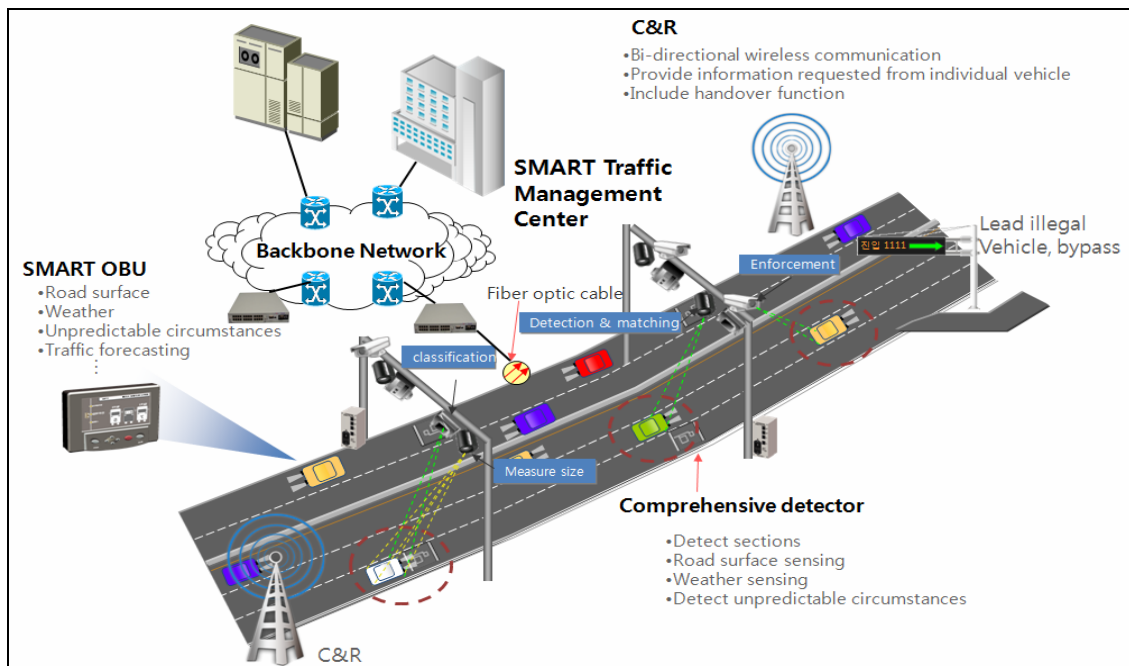 C&R
•Bi-directional wireless communication
•Provide information requested from individual vehicle
•Include handover function
SMART Traffic
Management
Center
Backbone Network
SMART OBU
•Road surface
•Weather
•Unpredictable circumstances
•Traffic forecasting
⋮
Lead illegal
Vehicle, bypass
진입 1111
Enforcement
Fiber optic cable
Detection & matching
classification
Measure size
Comprehensive detector
•Detect sections
•Road surface sensing
•Weather sensing
•Detect unpredictable circumstances
C&R